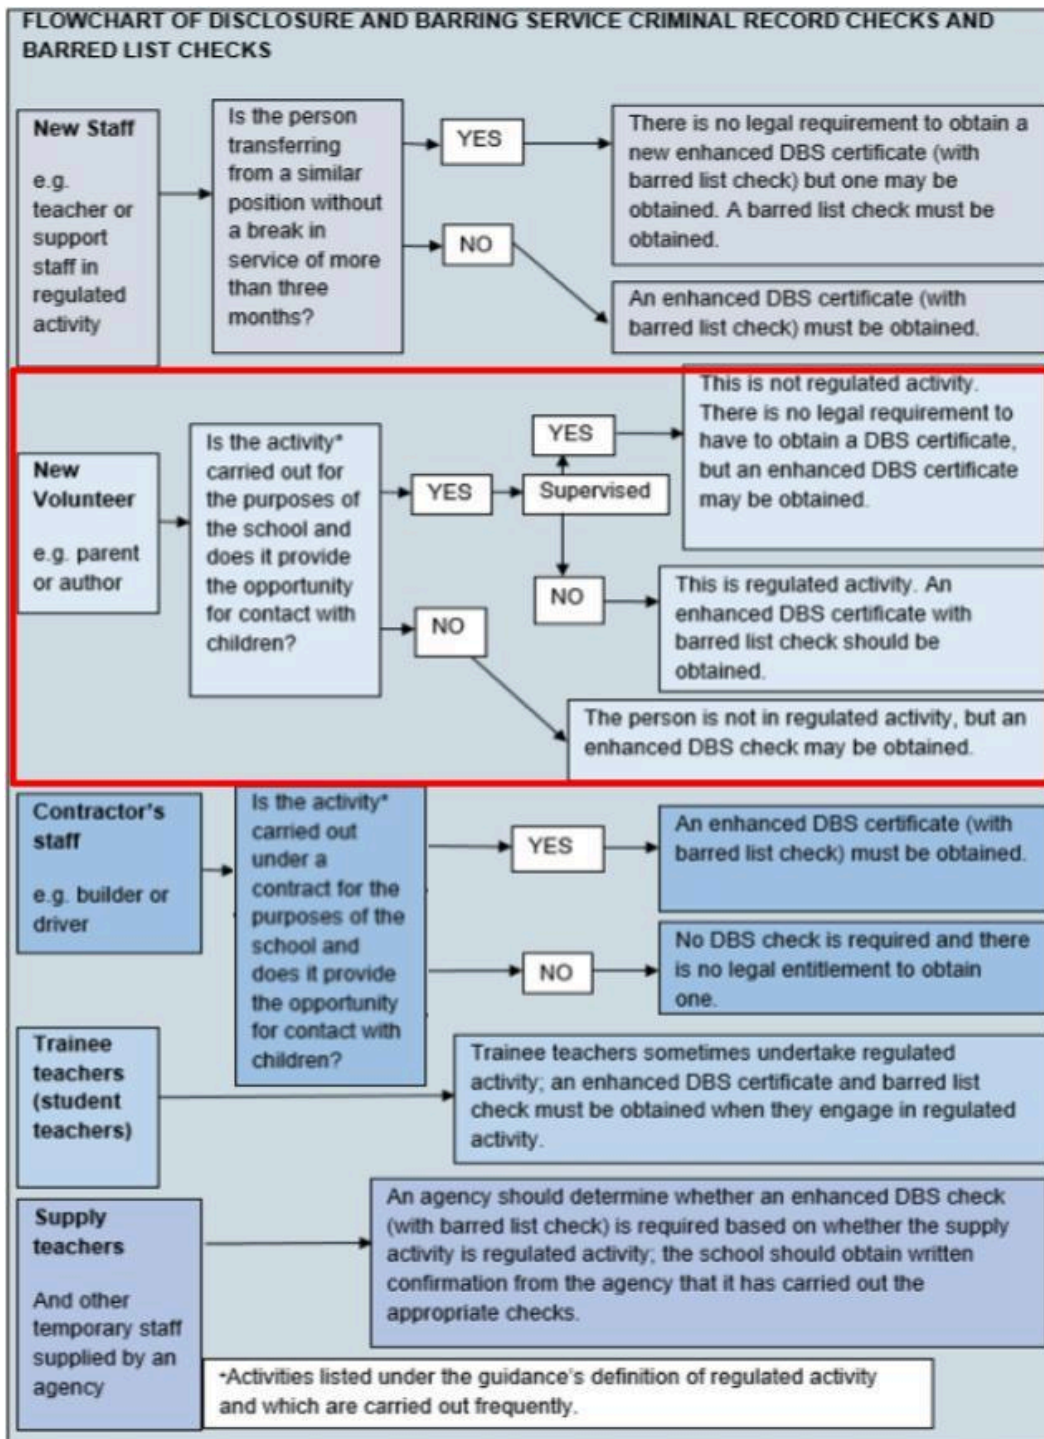 FLOWCHART OF DISCLOSURE AND BARRING SERVICE CRIMINAL RECORD CHECKS AND
BARRED LIST CHECKS
New Staff
e.g.
teacher or
support
staff in
regulated
activity
Is the person
transferring
from a similar
position without
a break in
service of more
than three
months?
YES
There is no legal requirement to obtain a
new enhanced DBS certificate (with
barred list check) but one may be
obtained. A barred list check must be
obtained.
NO
An enhanced DBS certificate (with
barred list check) must be obtained.
New
Volunteer
e.g. parent
or author
Is the activity*
carried out for
the purposes of
the school and
does it provide
the opportunity
for contact with
children?
YES
Supervised
YES
This is not regulated activity.
There is no legal requirement to
have to obtain a DBS certificate,
but an enhanced DBS certificate
may be obtained.
NO
This is regulated activity. An
enhanced DBS certificate with
barred list check should be
obtained.
NO
The person is not in regulated activity, but an
enhanced DBS check may be obtained.
Contractor's
staff
e.g. builder or
driver
Is the activity*
carried out
under a
contract for the
purposes of the
school and
does it provide
the opportunity
for contact with
children?
YES
An enhanced DBS certificate (with
barred list check) must be obtained.
NO
No DBS check is required and there
is no legal entitlement to obtain
one.
Trainee
teachers
(student
teachers)
Trainee teachers sometimes undertake regulated
activity; an enhanced DBS certificate and barred list
check must be obtained when they engage in regulated
activity.
Supply
teachers
And other
temporary staff
supplied by an
agency
An agency should determine whether an enhanced DBS check
(with barred list check) is required based on whether the supply
activity is regulated activity; the school should obtain written
confirmation from the agency that it has carried out the
appropriate checks.
*Activities listed under the guidance's definition of regulated activity
and which are carried out frequently.